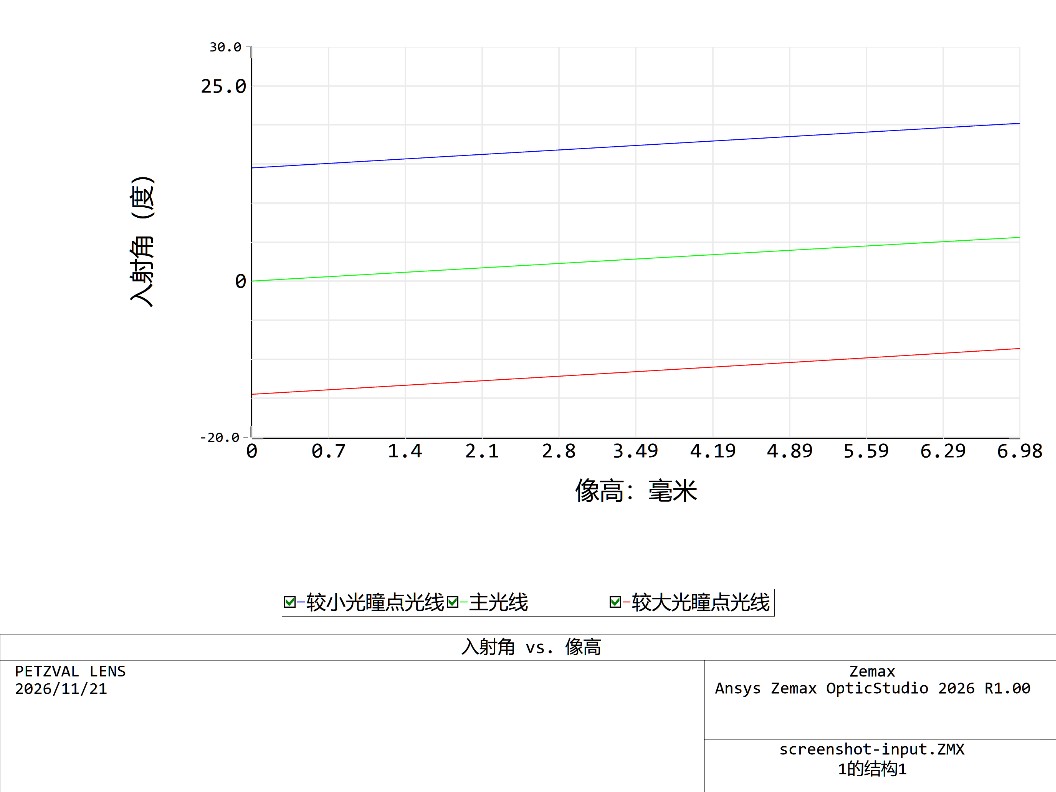 30.0
25.0
0
-20.0
入射角 (度)
0 0.7 1.4 2.1 2.8 3.49 4.19 4.89 5.59 6.29 6.98
像高: 毫米
较小光瞳点光线 主光线 较大光瞳点光线
入射角 vs. 像高
PETZVAL LENS
2026/11/21
Zemax
Ansys Zemax OpticStudio 2026 R1.00
screenshot-input.ZMX
1的结构1